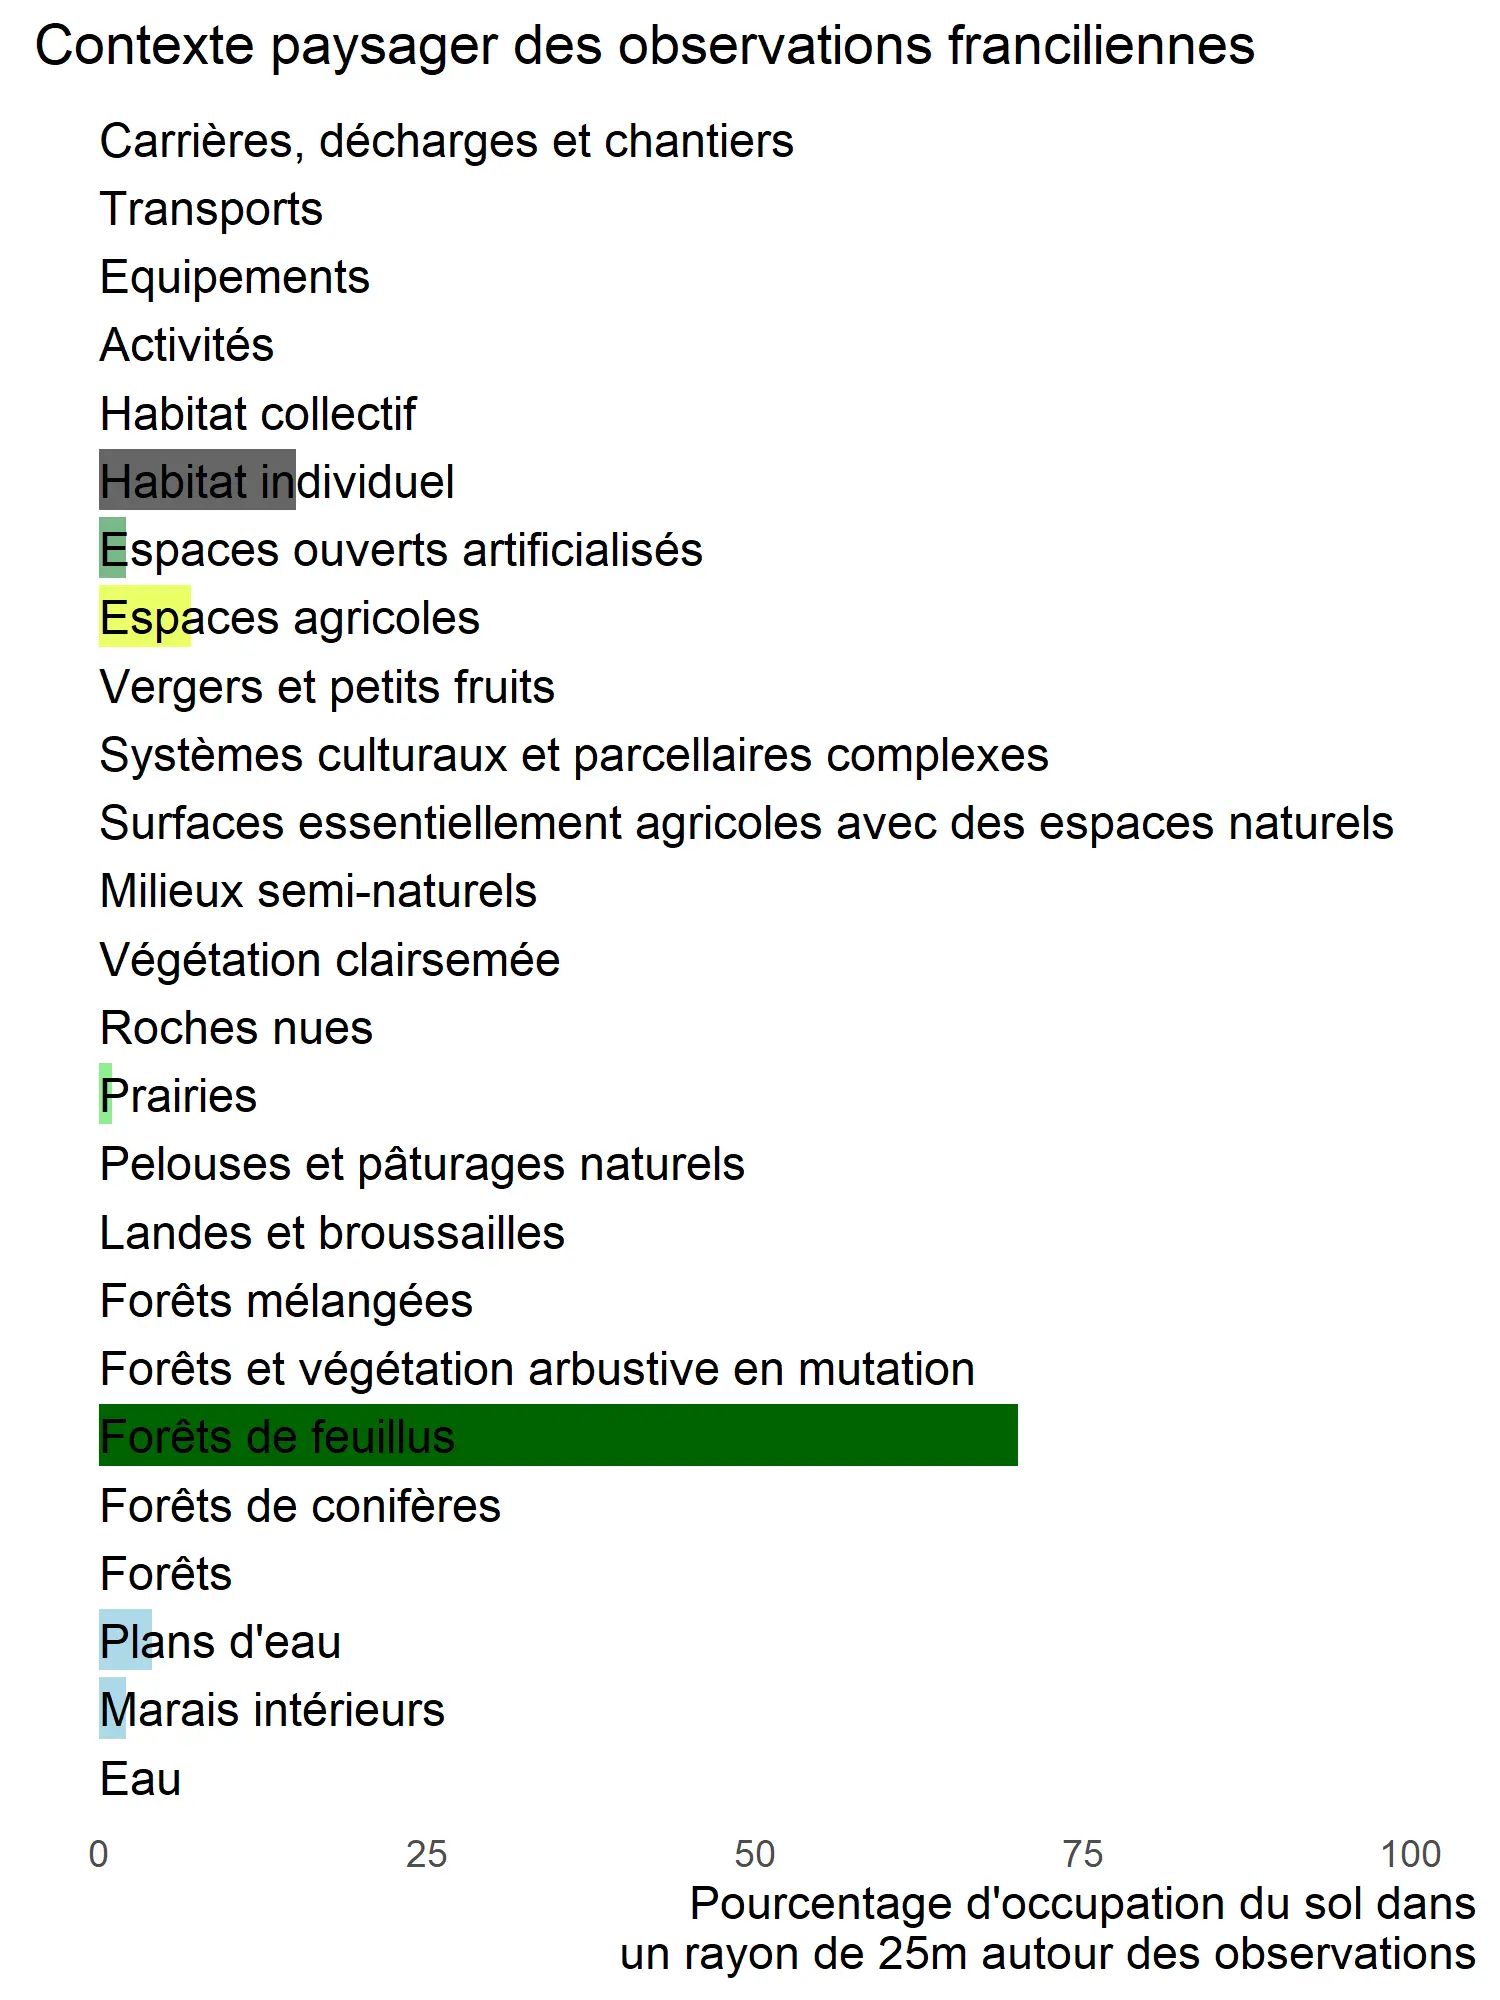 Contexte paysager des observations franciliennes
Carrières, décharges et chantiers
Transports
Equipements
Activités
Habitat collectif
Habitat individuel
Espaces ouverts artificialisés
Espaces agricoles
Vergers et petits fruits
Systèmes culturaux et parcellaires complexes
Surfaces essentiellement agricoles avec des espaces naturels
Milieux semi-naturels
Végétation clairsemée
Roches nues
Prairies
Pelouses et pâturages naturels
Landes et broussailles
Forêts mélangées
Forêts et végétation arbustive en mutation
Forêts de feuillus
Forêts de conifères
Forêts
Plans d'eau
Marais intérieurs
Eau
0 25 50 75 100
Pourcentage d'occupation du sol dans
un rayon de 25m autour des observations